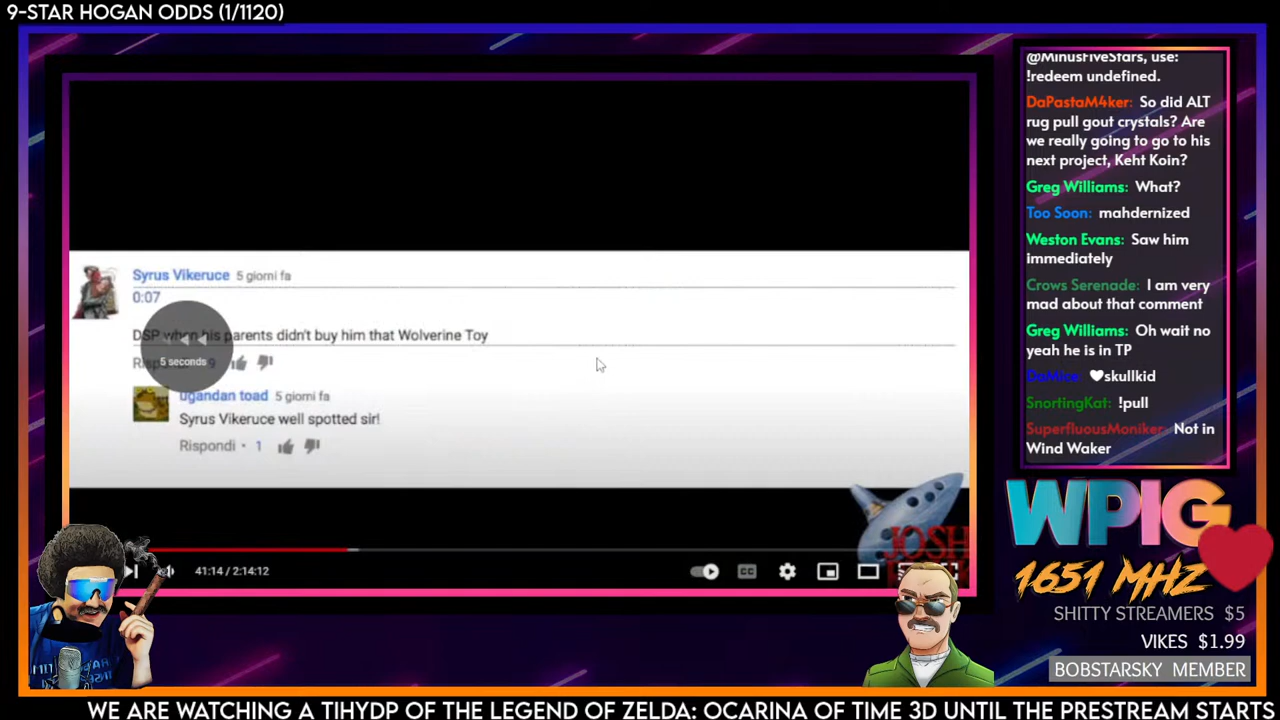 9-STAR HOGAN ODDS (1/1120)
Syrus Vikeruce 5 giorni fa
0:07
DSP when his parents didn't buy him that Wolverine Toy
9
5 seconds
ugandan toad 5 giorni fa
Syrus Vikeruce well spotted sir!
Rispondi · 1
JOSH
41:14 / 2:14:12
CC
@MinusFiveStars, use:
!redeem undefined.
DaPastaM4ker: So did ALT
rug pull gout crystals? Are
we really going to go to his
next project, Keht Koin?
Greg Williams: What?
Too Soon: mahdernized
Weston Evans: Saw him
immediately
Crows Serenade: I am very
mad about that comment
Greg Williams: Oh wait no
yeah he is in TP
DaMice: skullkid
SnortingKat: !pull
SuperfluousMoniker: Not in
Wind Waker
WPIG
1651 MHZ
SHITTY STREAMERS $5
VIKES $1.99
BOBSTARSKY MEMBER
WE ARE WATCHING A TIHYDP OF THE LEGEND OF ZELDA: OCARINA OF TIME 3D UNTIL THE PRESTREAM STARTS